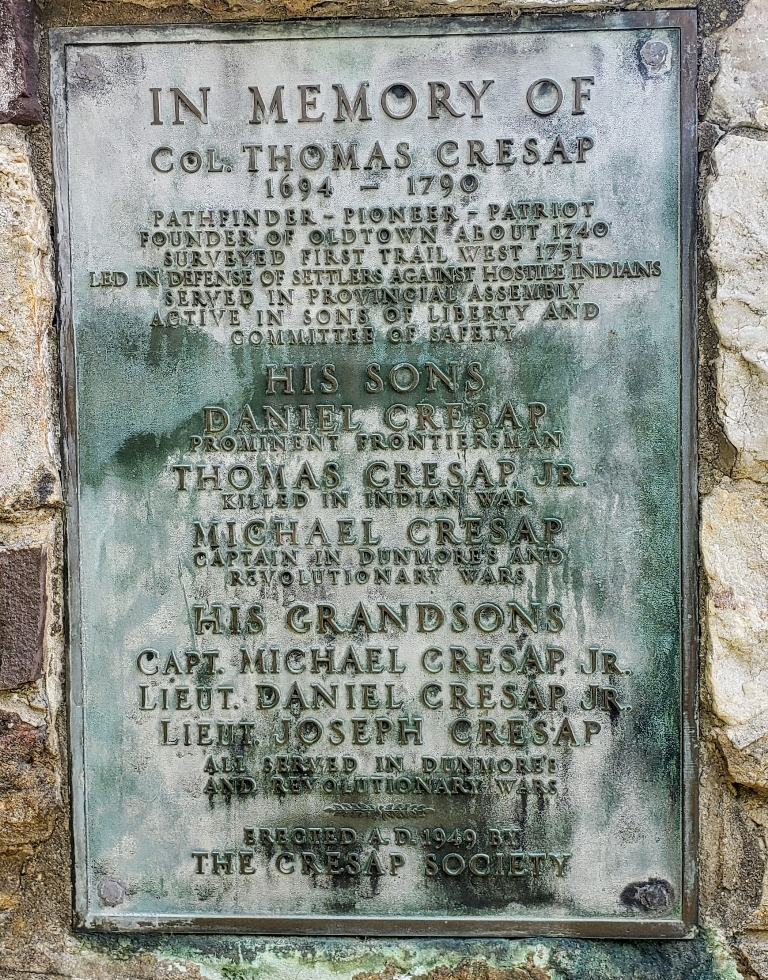 IN MEMORY OF
COL. THOMAS CRESAP
1694 – 1790
PATHFINDER - PIONEER - PATRIOT
FOUNDER OF OLDTOWN ABOUT 1740
SURVEYED FIRST TRAIL WEST 1751
LED IN DEFENSE OF SETTLERS AGAINST HOSTILE INDIANS
SERVED IN PROVINCIAL ASSEMBLY
ACTIVE IN SONS OF LIBERTY AND
COMMITTEE OF SAFETY
HIS SONS
DANIEL CRESAP
PROMINENT FRONTIERSMAN
THOMAS CRESAP, JR.
KILLED IN INDIAN WAR
MICHAEL CRESAP
CAPTAIN IN DUNMORE'S AND
REVOLUTIONARY WARS
HIS GRANDSONS
CAPT. MICHAEL CRESAP, JR.
LIEUT. DANIEL CRESAP, JR.
LIEUT. JOSEPH CRESAP
ALL SERVED IN DUNMORE'S
AND REVOLUTIONARY WARS
ERECTED A.D. 1949 BY
THE CRESAP SOCIETY